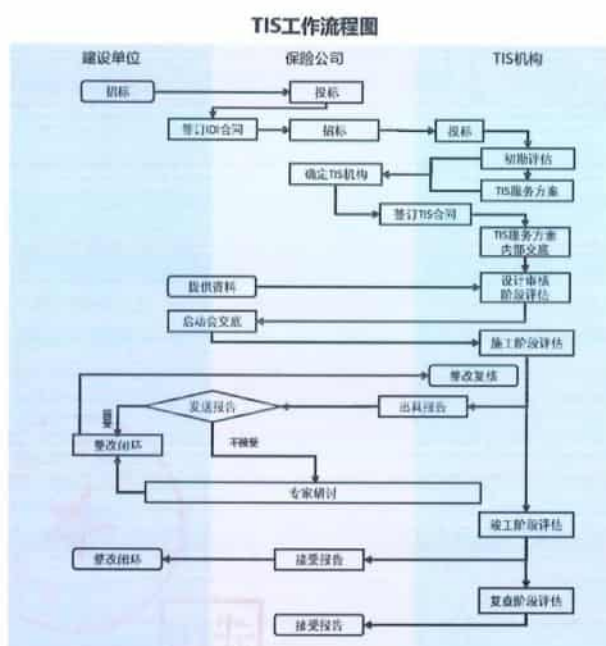 TIS工作流程图
建设单位
保险公司
TIS机构
招标
投标
签订IDI合同
招标
投标
初勘评估
确定TIS机构
TIS服务方案
签订TIS合同
TIS服务方案
内部交底
提供资料
设计审核
阶段评估
启动会交底
施工阶段评估
整改复核
发送报告
出具报告
接受
整改闭环
不接受
专家研讨
竣工阶段评估
整改闭环
接受报告
复查阶段评估
接受报告